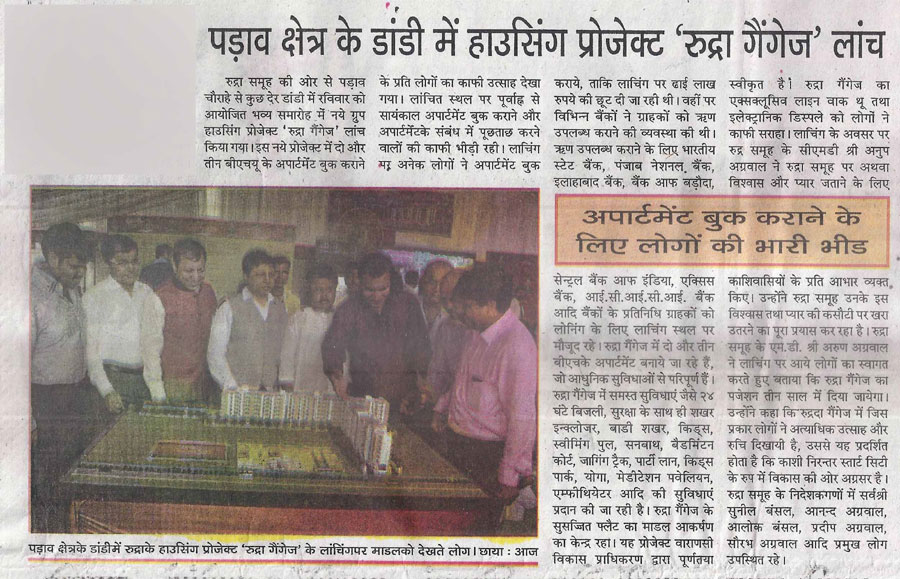 पड़ाव क्षेत्र के डांडी में हाउसिंग प्रोजेक्ट ‘रुद्रा गैंगेज’ लांच
रुद्रा समूह की ओर से पड़ाव
चौराहे से कुछ देर डांडी में रविवार को
आयोजित भव्य समारोह में नये ग्रुप
हाउसिंग प्रोजेक्ट ‘रुद्रा गैंगेज’ लांच
किया गया। इस नये प्रोजेक्ट में दो और
तीन बीएचयू के अपार्टमेंट बुक कराने
के प्रति लोगों का काफी उत्साह देखा
गया। लांचित स्थल पर पूर्वाह्न से
सायंकाल अपार्टमेंट बुक कराने और
अपार्टमेंटके संबंध में पूछताछ करने
वालों की काफी भीड़ी रही। लाचिंग
पर अनेक लोगों ने अपार्टमेंट बुक
कराये, ताकि लाचिंग पर ढाई लाख
रुपये की छूट दी जा रही थी। वहीं पर
विभिन्न बैंकों ने ग्राहकों को ऋण
उपलब्ध कराने की व्यवस्था की थी।
ऋण उपलब्ध कराने के लिए भारतीय
स्टेट बैंक, पंजाब नेशनल बैंक,
इलाहाबाद बैंक, बैंक आफ बड़ौदा,
सेन्ट्रल बैंक आफ इंडिया, एक्सिस
बैंक, आई.सी.आई.सी.आई. बैंक
आदि बैंकों के प्रतिनिधि ग्राहकों को
लोनिंग के लिए लाचिंग स्थल पर
मौजूद रहे। रुद्रा गैंगेज में दो और तीन
बीएचके अपार्टमेंट बनाये जा रहे हैं,
जो आधुनिक सुविधाओं से परिपूर्ण हैं।
रुद्रा गैंगेज में समस्त सुविधाएं जैसे २४
घंटे बिजली, सुरक्षा के साथ ही शखर
इन्क्लोजर, बाडी शखर, किड्स,
स्वीमिंग पुल, सनबाथ, बैडमिंटन
कोर्ट, जागिंग ट्रैक, पार्टी लान, किड्स
पार्क, योगा, मेडीटेशन पवेलियन,
एम्फीथियेटर आदि की सुविधाएं
प्रदान की जा रही है। रुद्रा गैंगेज के
सुसज्जित फ्लैट का माडल आकर्षण
का केन्द्र रहा। यह प्रोजेक्ट वाराणसी
विकास प्राधिकरण द्वारा पूर्णतया
स्वीकृत है। रुद्रा गैंगेज का
एक्सक्लूसिव लाइन वाक थ्रू तथा
इलेक्ट्रानिक डिस्पले को लोगों ने
काफी सराहा। लाचिंग के अवसर पर
रुद्र समूह के सीएमडी श्री अनुप
अग्रवाल ने रुद्रा समूह पर अथवा
विश्वास और प्यार जताने के लिए
अपार्टमेंट बुक कराने के
लिए लोगों की भारी भीड
काशिवासियों के प्रति आभार व्यक्त
किए। उन्होंने रुद्रा समूह उनके इस
विश्वास तथा प्यार की कसौटी पर खरा
उतरने का पूरा प्रयास कर रहा है। रुद्रा
समूह के एम.डी. श्री अरुण अग्रवाल
ने लाचिंग पर आये लोगों का स्वागत
करते हुए बताया कि रुद्रा गैंगेज का
पजेशन तीन साल में दिया जायेगा।
उन्होंने कहा कि रुद्रदा गैंगेज में जिस
प्रकार लोगों ने अत्याधिक उत्साह और
रुचि दिखायी है, उससे यह प्रदर्शित
होता है कि काशी निरन्तर स्टार्ट सिटी
के रुप में विकास की ओर अग्रसर है।
रुद्रा समूह के निदेशकगणों में सर्वश्री
सुनील बंसल, आनन्द अग्रवाल,
आलोक बंसल, प्रदीप अग्रवाल,
सौरभ अग्रवाल आदि प्रमुख लोग
उपस्थित रहे।
पड़ाव क्षेत्रके डांडीमें रुद्राके हाउसिंग प्रोजेक्ट ‘रुद्रा गैंगेज’ के लांचिंगपर माडलको देखते लोग। छाया : आज